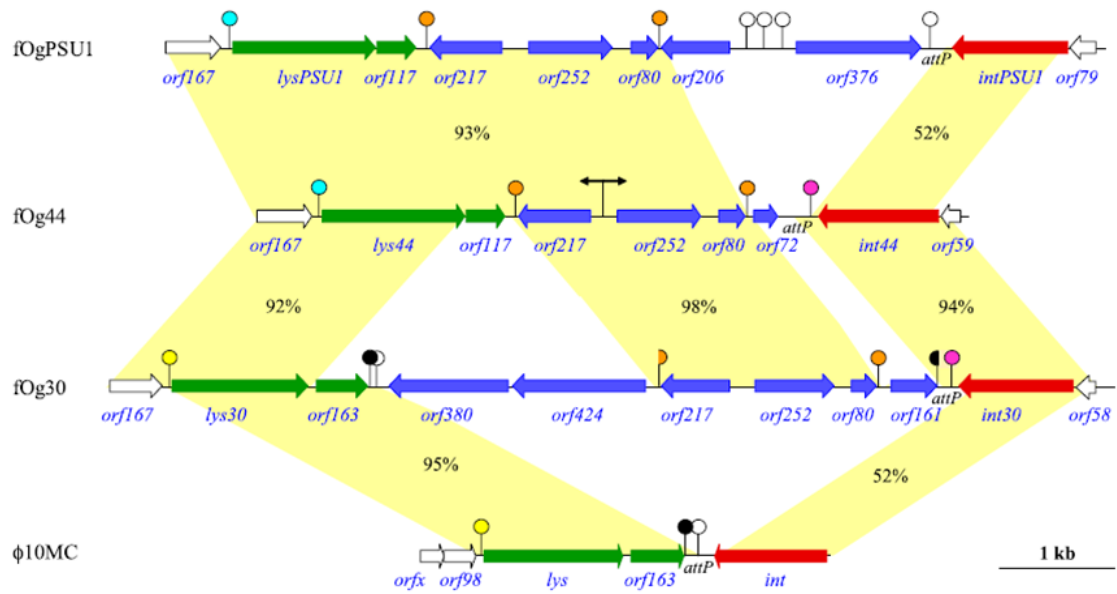 fOgPSU1
orf167 lysPSU1 orf117 orf217 orf252 orf80 orf206 orf376 attP intPSU1 orf79
93% 52%
fOg44
orf167 lys44 orf117 orf217 orf252 orf80 orf72 attP int44 orf59
92% 98% 94%
fOg30
orf167 lys30 orf163 orf380 orf424 orf217 orf252 orf80 orf161 attP int30 orf58
95% 52%
ϕ10MC
orfx orf98 lys orf163 attP int
1 kb